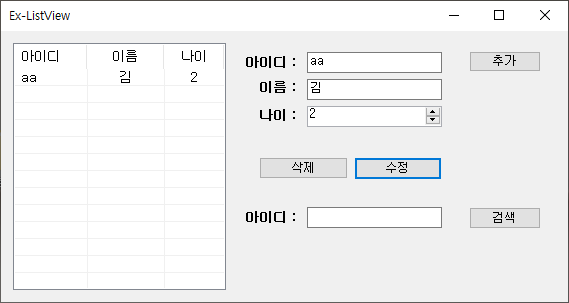 Ex-ListView
아이디 이름 나이
aa 김 2
아이디 : aa 추가
이름 : 김
나이 : 2
삭제 수정
아이디 : 검색